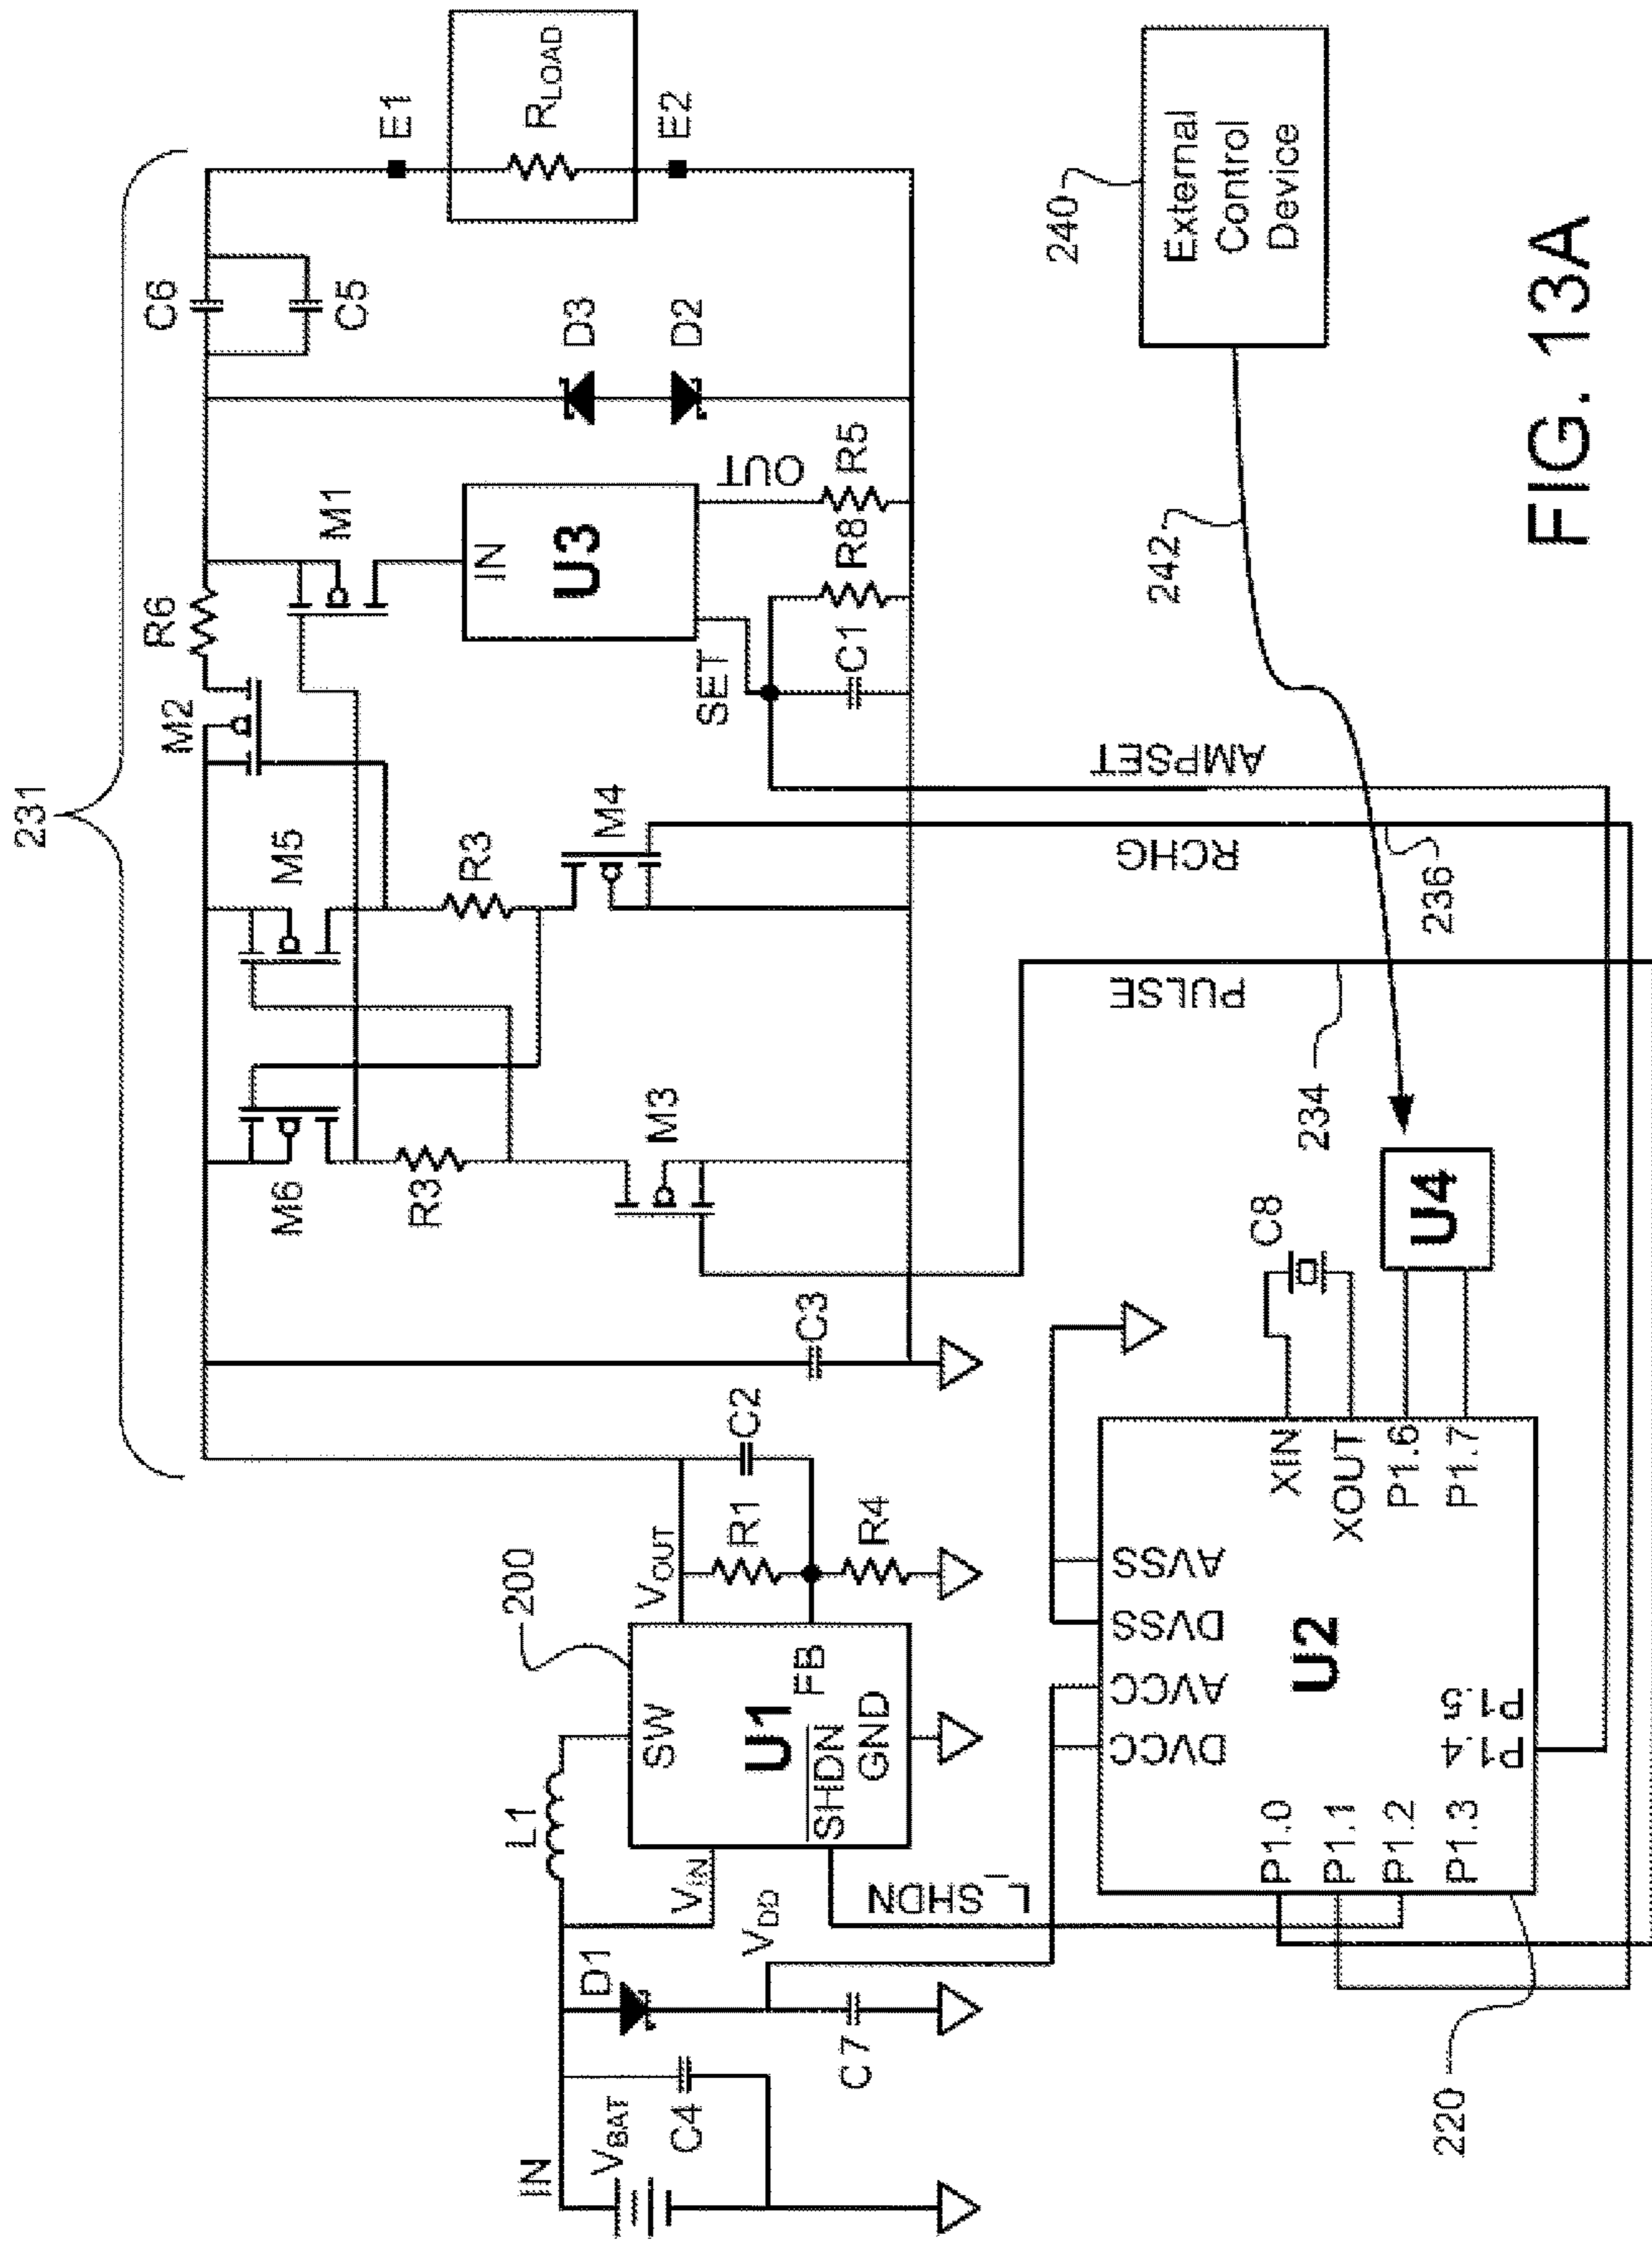 231
IN
VBAT
C4
D1
C7
VDD
L1
VIN
L_SHDN
200
SW
U1
SHDN
FB
GND
VOUT
R1
C2
R4
C3
M6
R3
M3
M5
R3
M4
M2
R6
M1
IN
U3
SET
OUT
C1
R8
R5
D3
D2
C6
C5
E1
RLOAD
E2
PULSE
RCHG
AMPSET
234
236
242
240
External
Control
Device
U4
C8
DVCC
AVCC
DVSS
AVSS
XIN
XOUT
P1.6
P1.7
U2
P1.0
P1.1
P1.2
P1.3
P1.4
P1.5
220
FIG. 13A